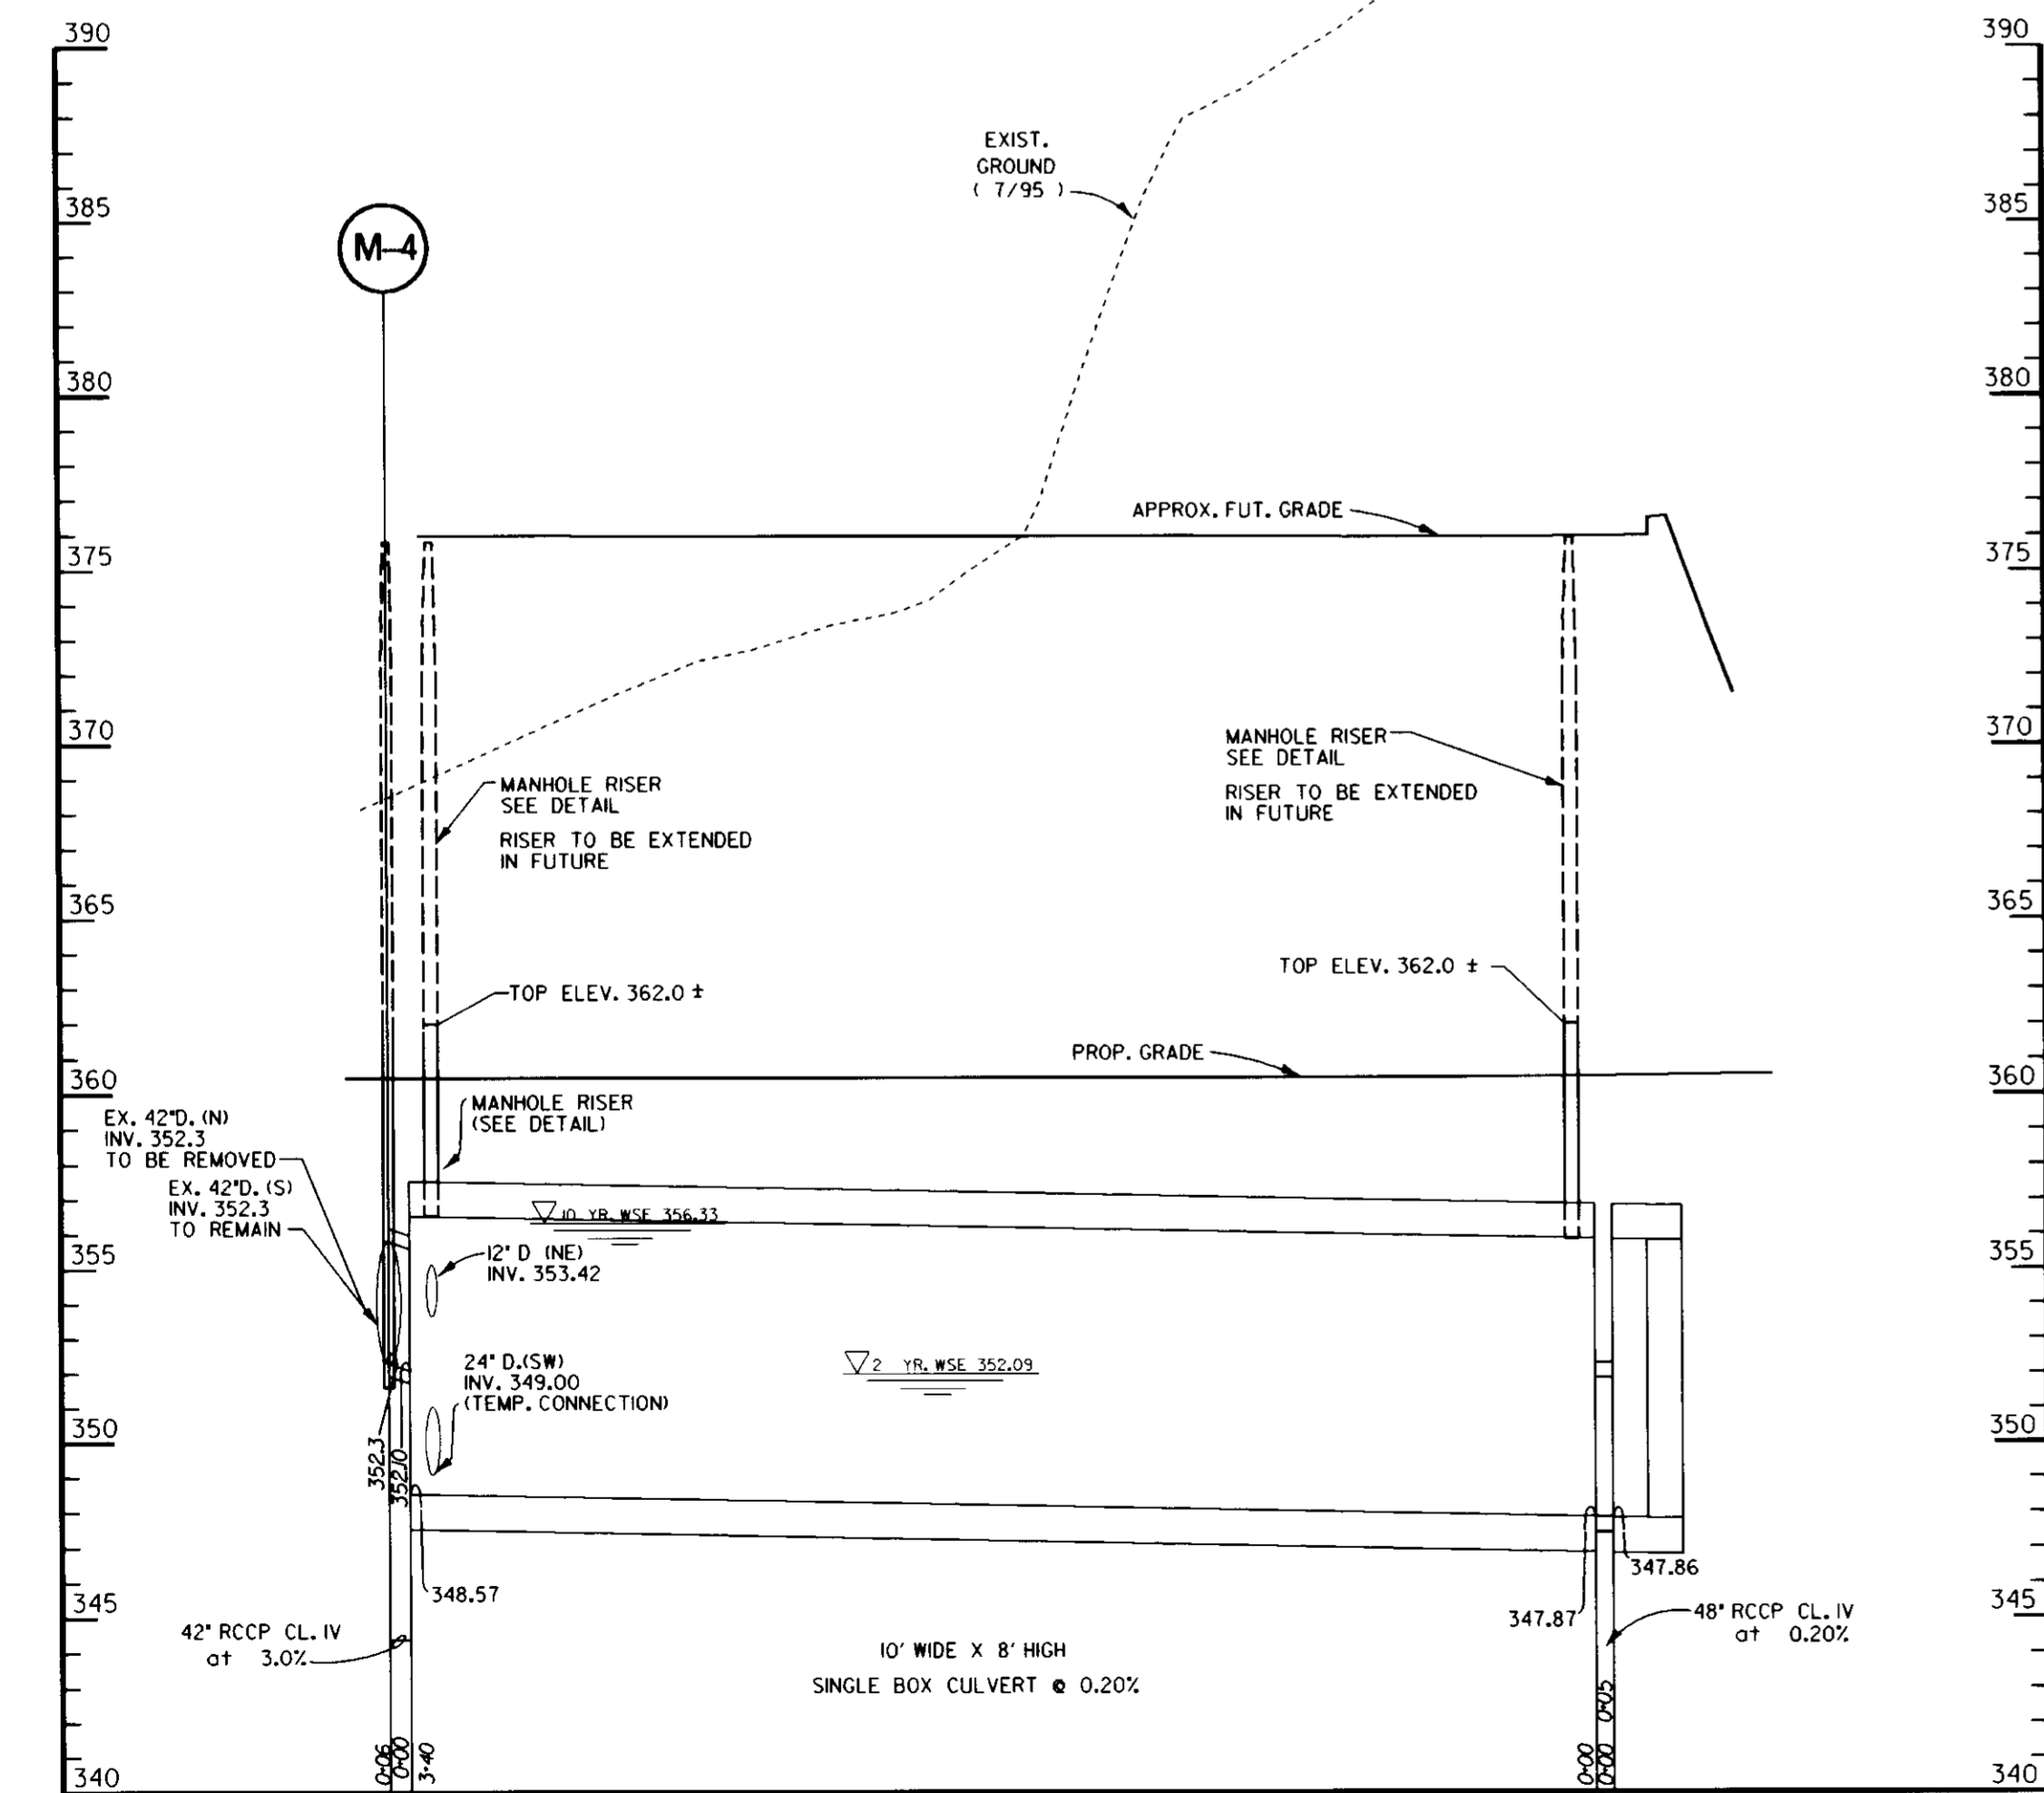 390
390
EXIST.
GROUND
( 7/95 )
385
385
M-4
380
380
APPROX. FUT. GRADE
375
375
370
370
MANHOLE RISER
SEE DETAIL
RISER TO BE EXTENDED
IN FUTURE
MANHOLE RISER
SEE DETAIL
RISER TO BE EXTENDED
IN FUTURE
365
365
TOP ELEV. 362.0 ±
TOP ELEV. 362.0 ±
PROP. GRADE
360
360
MANHOLE RISER
(SEE DETAIL)
EX. 42"D. (N)
INV. 352.3
TO BE REMOVED
EX. 42"D. (S)
INV. 352.3
TO REMAIN
10 YR. WSE 356.33
355
355
12" D (NE)
INV. 353.42
24" D.(SW)
INV. 349.00
(TEMP. CONNECTION)
2 YR. WSE 352.09
350
350
352.3
352.10
348.57
347.86
347.87
345
345
42" RCCP CL. IV
at 3.0%
48" RCCP CL. IV
at 0.20%
10' WIDE X 8' HIGH
SINGLE BOX CULVERT @ 0.20%
0+06
0+00
3+40
0+00
0+00
0+05
340
340